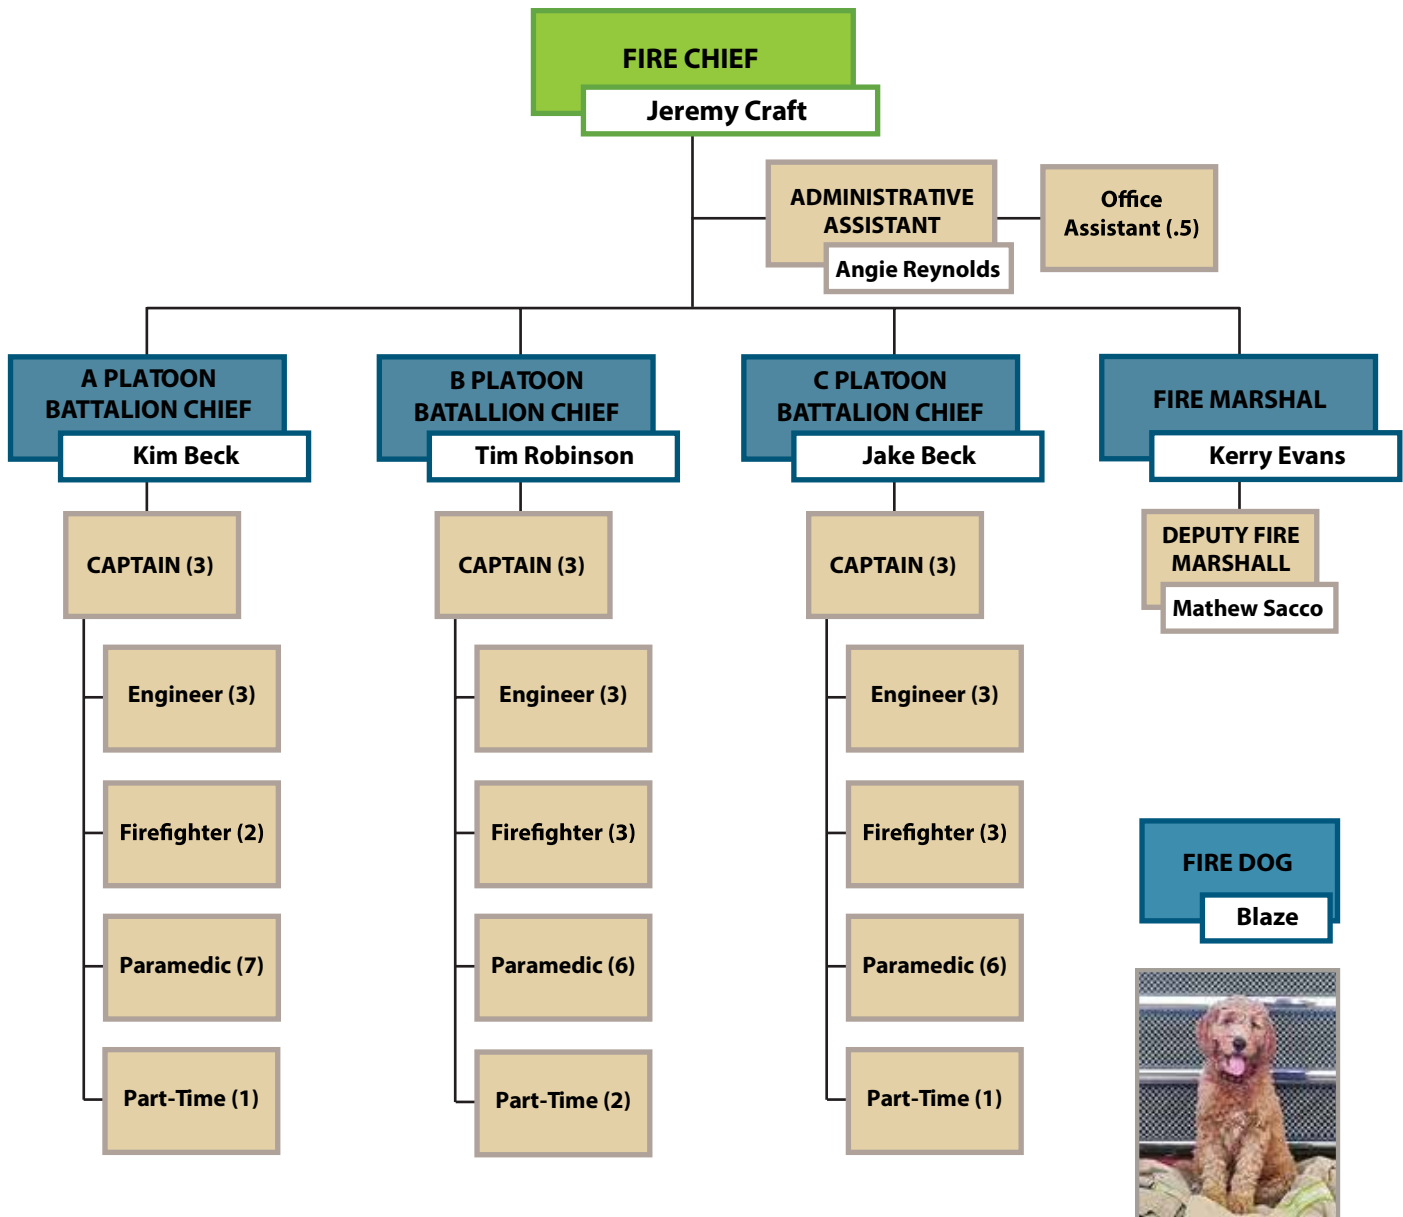 FIRE CHIEF
Jeremy Craft
ADMINISTRATIVE
ASSISTANT
Angie Reynolds
Office
Assistant (.5)
A PLATOON
BATTALION CHIEF
Kim Beck
B PLATOON
BATALLION CHIEF
Tim Robinson
C PLATOON
BATTALION CHIEF
Jake Beck
FIRE MARSHAL
Kerry Evans
CAPTAIN (3)
Engineer (3)
Firefighter (2)
Paramedic (7)
Part-Time (1)
CAPTAIN (3)
Engineer (3)
Firefighter (3)
Paramedic (6)
Part-Time (2)
CAPTAIN (3)
Engineer (3)
Firefighter (3)
Paramedic (6)
Part-Time (1)
DEPUTY FIRE
MARSHALL
Mathew Sacco
FIRE DOG
Blaze